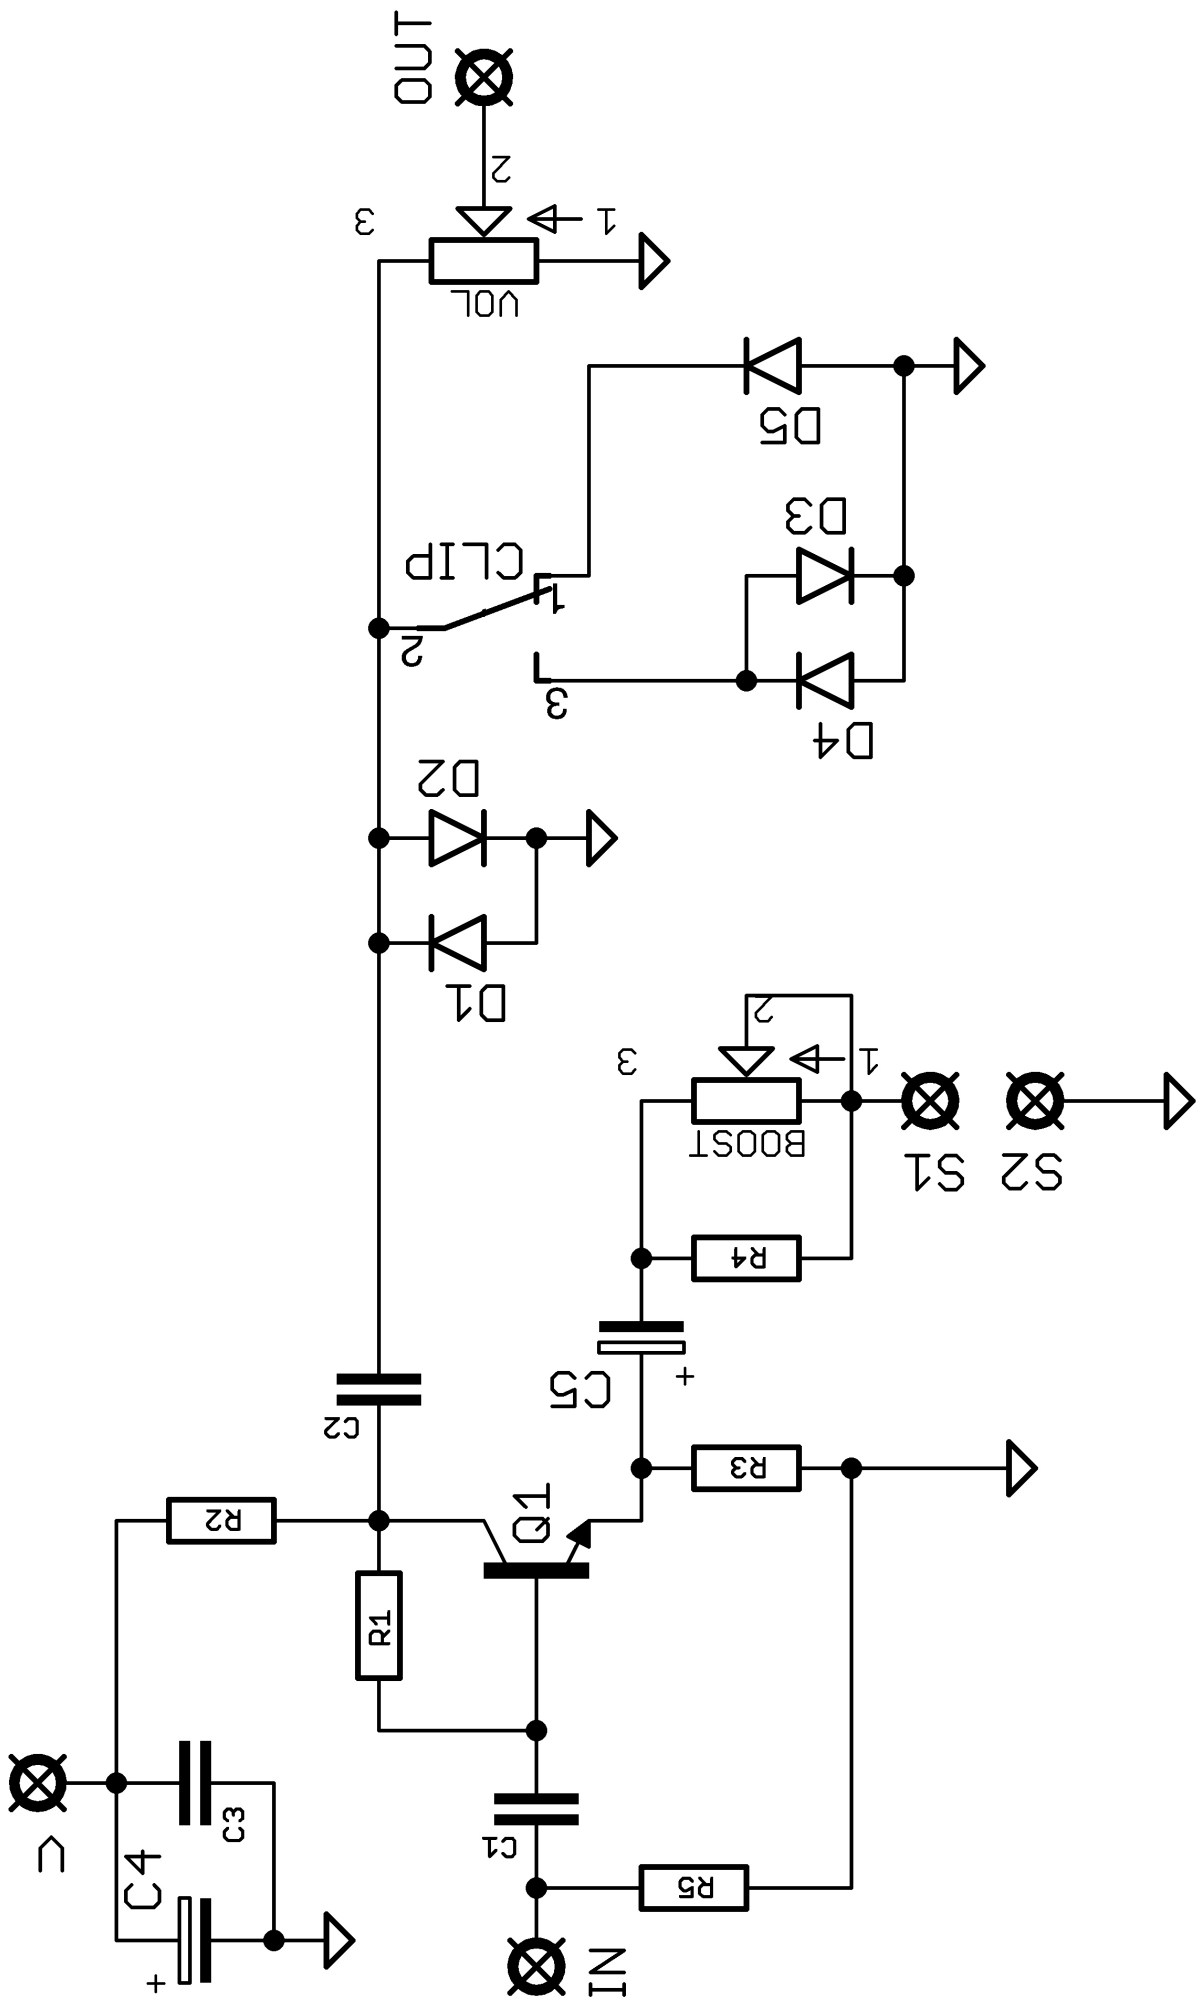 OUT
2
3
1
VOL
D5
D3
CLIP
1
2
3
D4
D2
D1
2
3
1
BOOST
S1
S2
R4
C5
+
C2
R3
R2
Q1
R1
V
C3
C4
+
C1
R5
IN